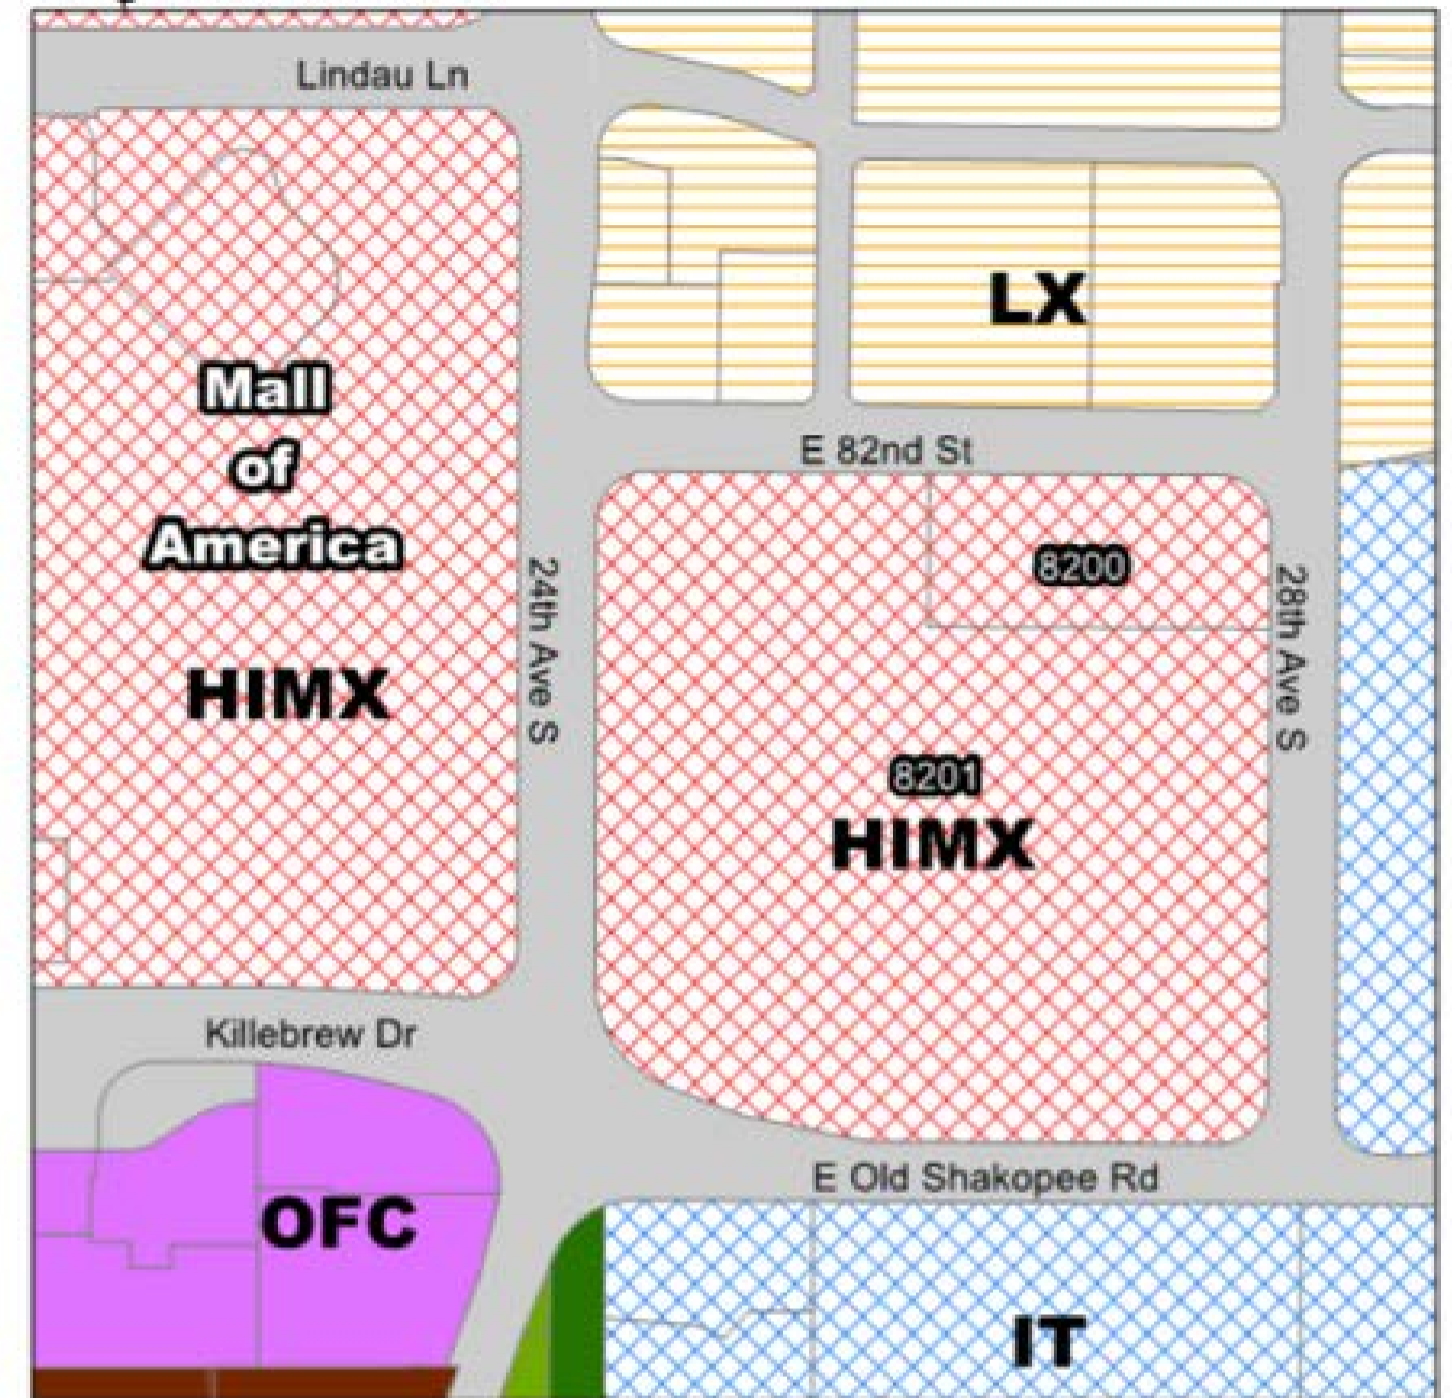 Lindau Ln
LX
Mall
of
America
E 82nd St
8200
24th Ave S
28th Ave S
HIMX
8201
HIMX
Killebrew Dr
E Old Shakopee Rd
OFC
IT